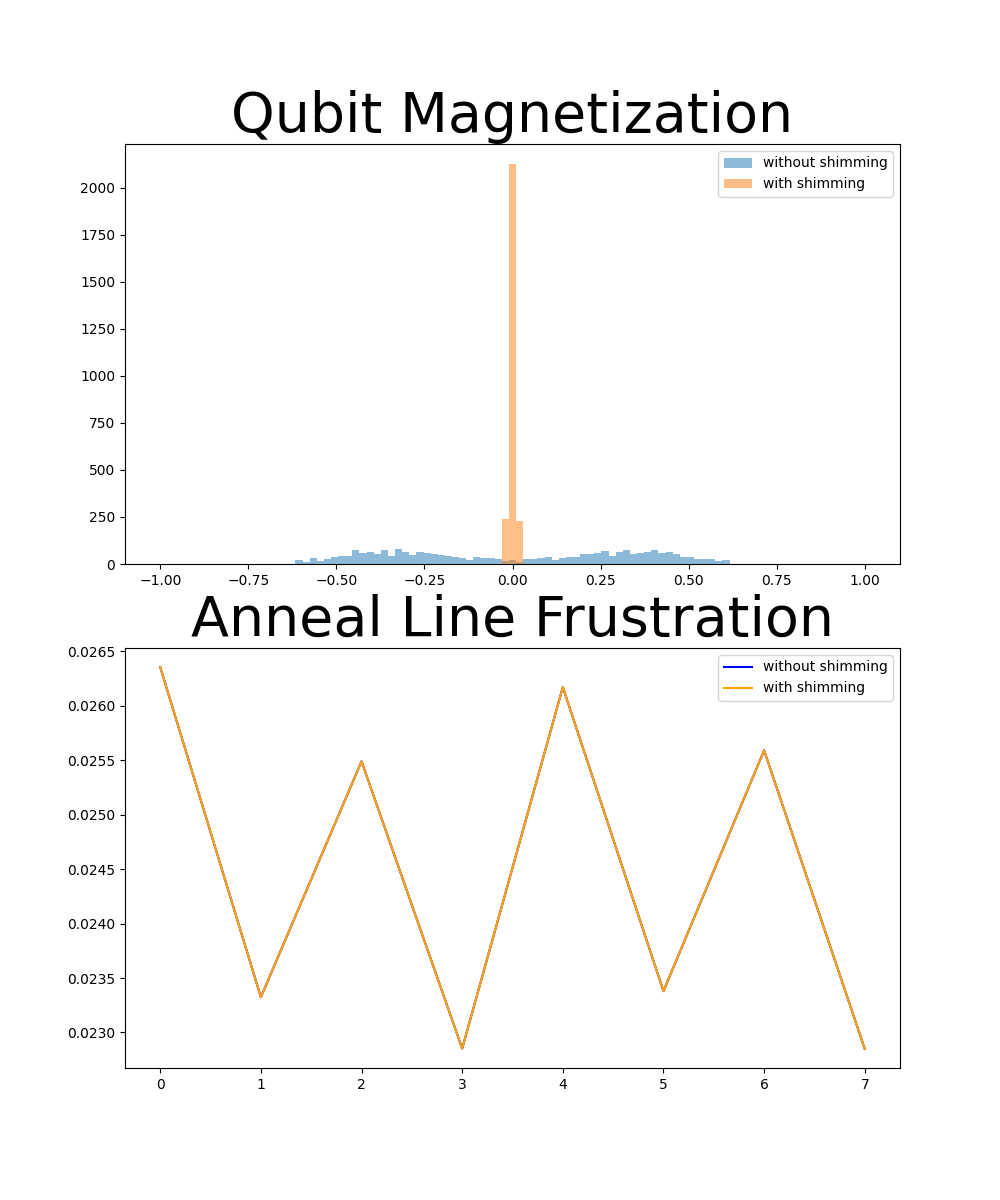 Qubit Magnetization
without shimming
with shimming
2000
1750
1500
1250
1000
750
500
250
0
−1.00 −0.75 −0.50 −0.25 0.00 0.25 0.50 0.75 1.00
Anneal Line Frustration
without shimming
with shimming
0.0265
0.0260
0.0255
0.0250
0.0245
0.0240
0.0235
0.0230
0 1 2 3 4 5 6 7